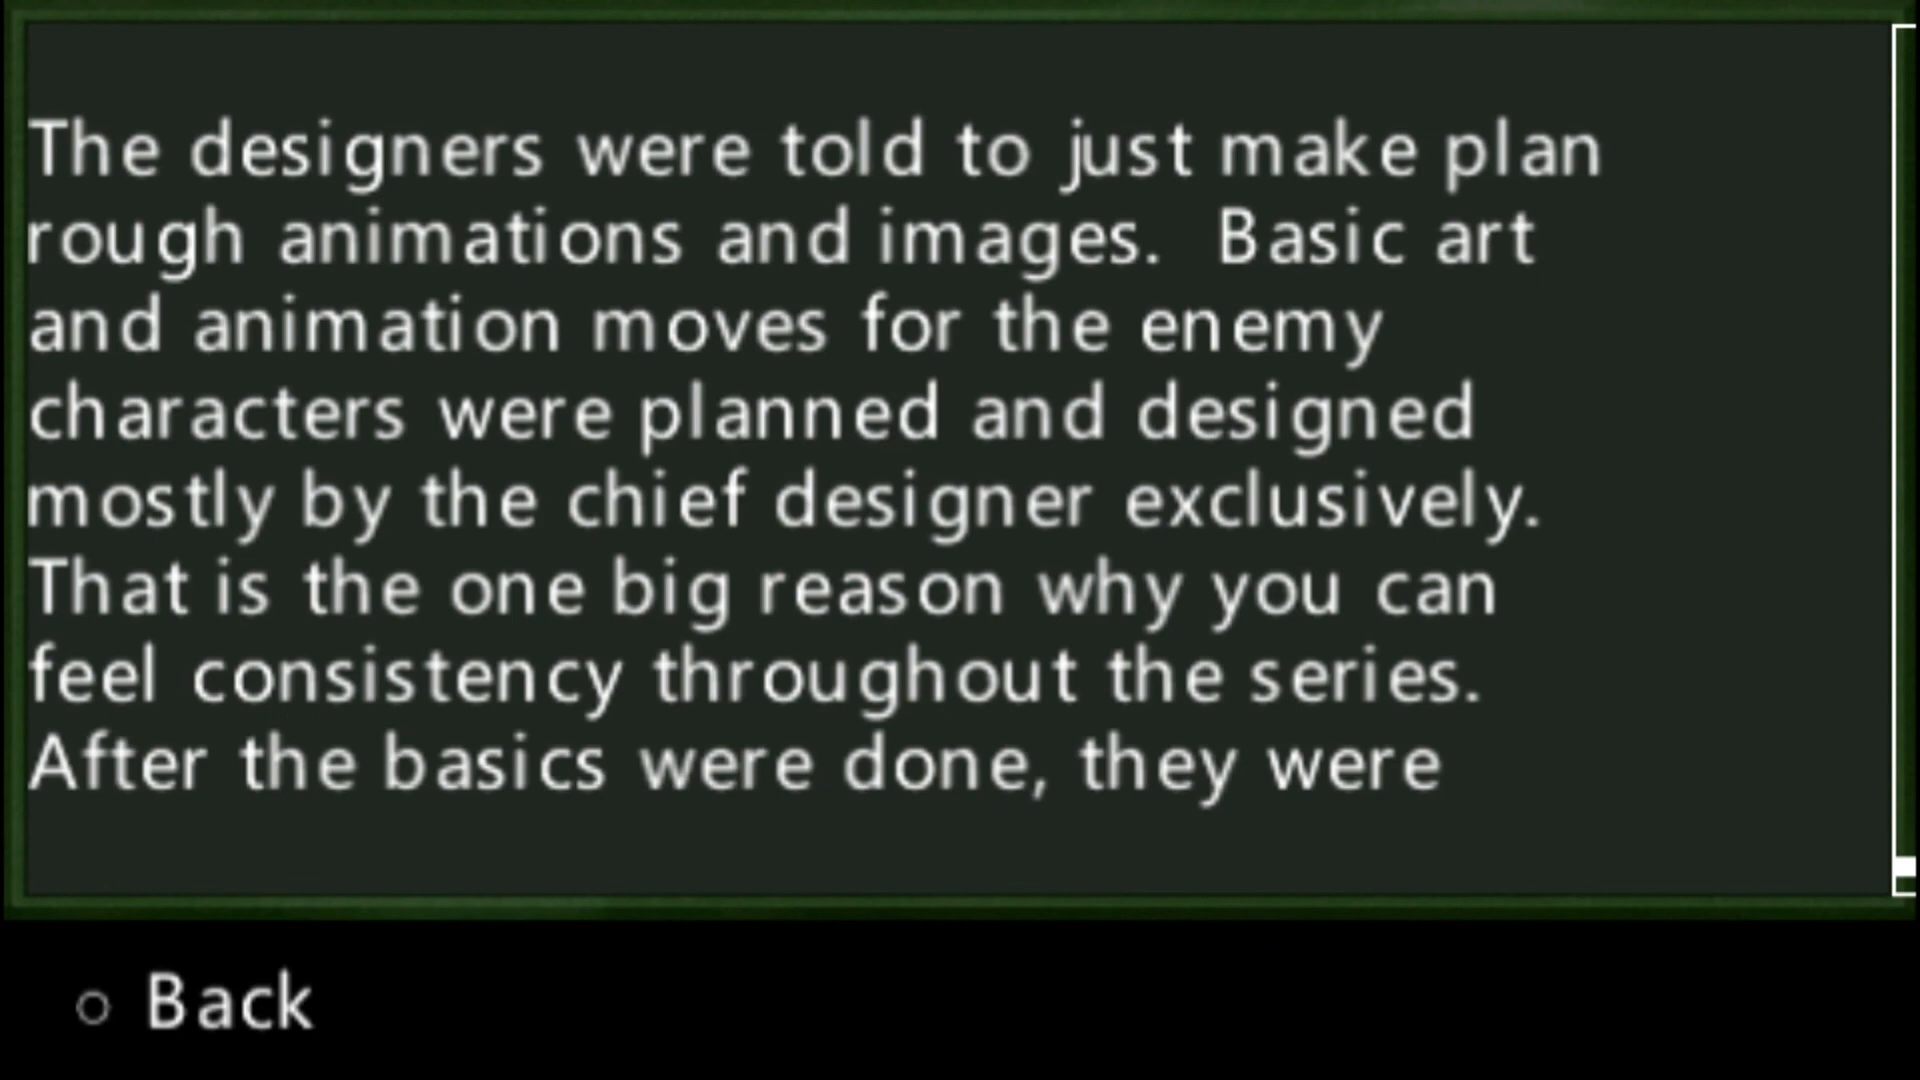 The designers were told to just make plan
rough animations and images.  Basic art
and animation moves for the enemy
characters were planned and designed
mostly by the chief designer exclusively.
That is the one big reason why you can
feel consistency throughout the series.
After the basics were done, they were
Back